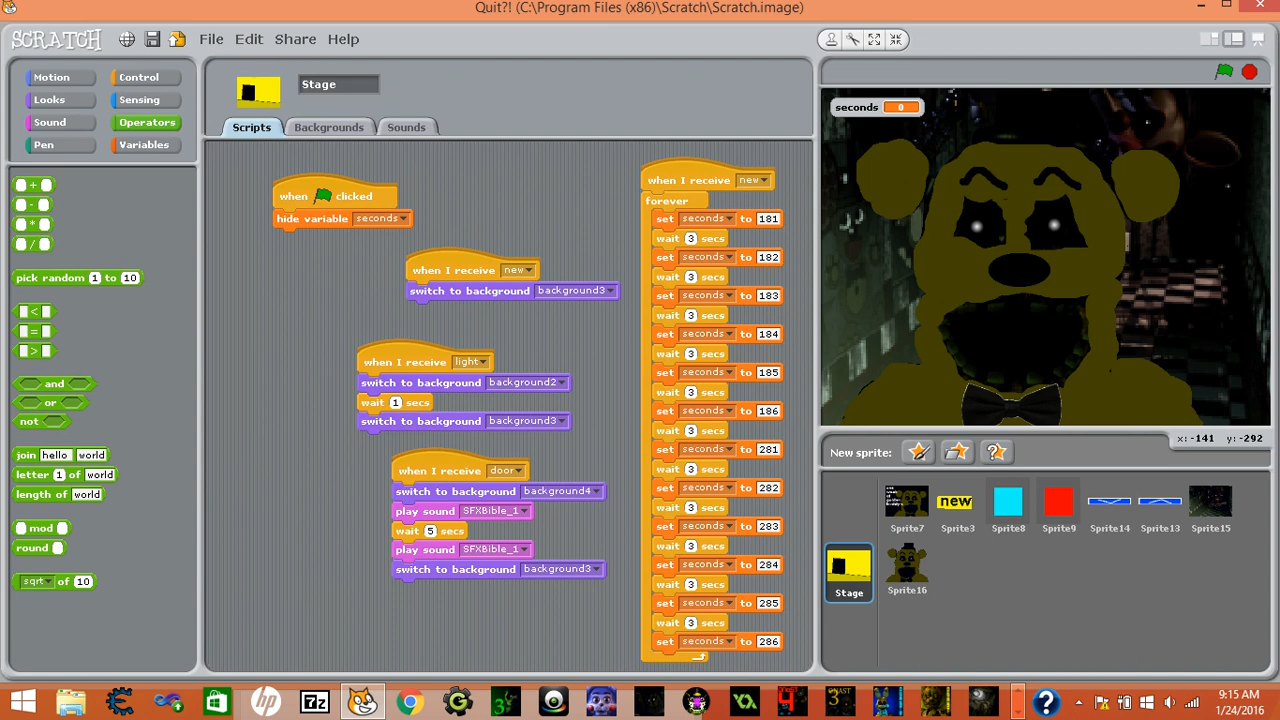 Quit?! (C:\Program Files (x86)\Scratch\Scratch.image)
SCRATCH
File Edit Share Help
Motion Control
Looks Sensing
Sound Operators
Pen Variables
+
-
*
/
pick random 1 to 10
<
=
>
and
or
not
join hello world
letter 1 of world
length of world
mod
round
sqrt of 10
Stage
Scripts Backgrounds Sounds
when clicked
hide variable seconds
when I receive new
switch to background background3
when I receive light
switch to background background2
wait 1 secs
switch to background background3
when I receive door
switch to background background4
play sound SFXBible_1
wait 5 secs
play sound SFXBible_1
switch to background background3
when I receive new
forever
set seconds to 181
wait 3 secs
set seconds to 182
wait 3 secs
set seconds to 183
wait 3 secs
set seconds to 184
wait 3 secs
set seconds to 185
wait 3 secs
set seconds to 186
wait 3 secs
set seconds to 281
wait 3 secs
set seconds to 282
wait 3 secs
set seconds to 283
wait 3 secs
set seconds to 284
wait 3 secs
set seconds to 285
wait 3 secs
set seconds to 286
seconds 0
x: -141 y: -292
New sprite:
new
Sprite7 Sprite3 Sprite8 Sprite9 Sprite14 Sprite13 Sprite15
Stage
Sprite16
hp
7z
9:15 AM
1/24/2016